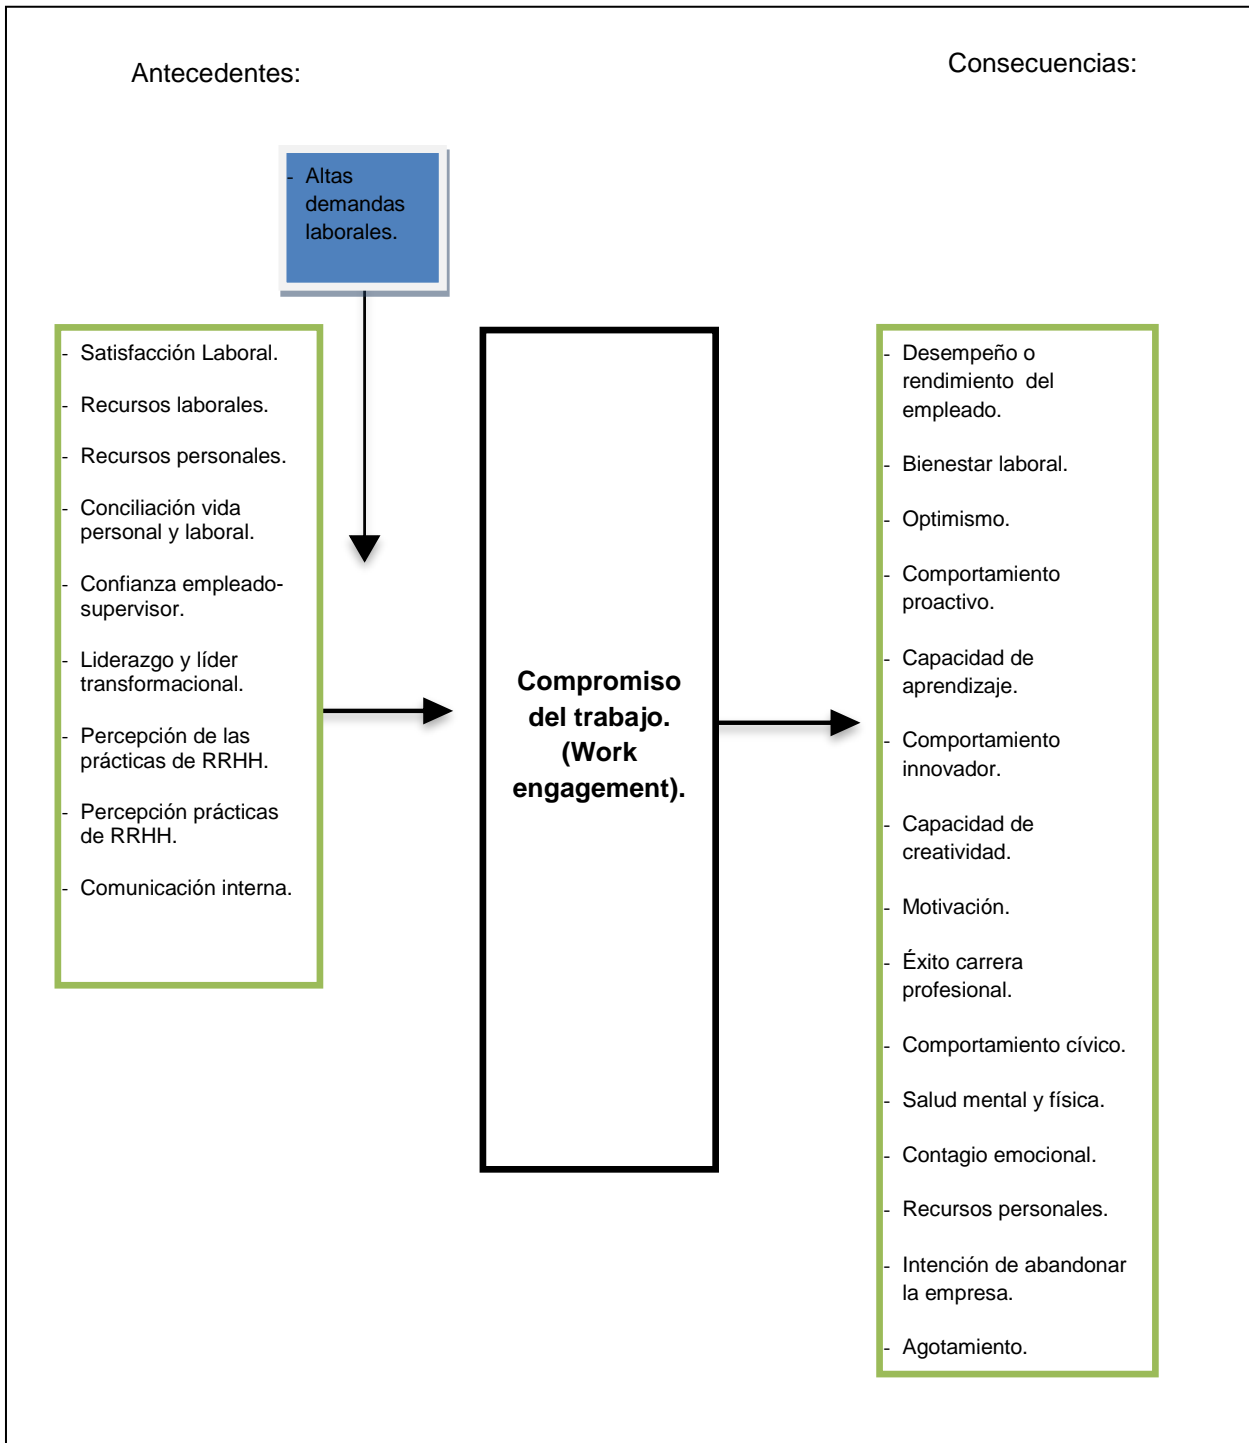 Antecedentes:
Consecuencias:
- Altas
demandas
laborales.
- Satisfacción Laboral.
- Recursos laborales.
- Recursos personales.
- Conciliación vida
personal y laboral.
- Confianza empleado-
supervisor.
- Liderazgo y líder
transformacional.
- Percepción de las
prácticas de RRHH.
- Percepción prácticas
de RRHH.
- Comunicación interna.
Compromiso
del trabajo.
(Work
engagement).
- Desempeño o
rendimiento del
empleado.
- Bienestar laboral.
- Optimismo.
- Comportamiento
proactivo.
- Capacidad de
aprendizaje.
- Comportamiento
innovador.
- Capacidad de
creatividad.
- Motivación.
- Éxito carrera
profesional.
- Comportamiento cívico.
- Salud mental y física.
- Contagio emocional.
- Recursos personales.
- Intención de abandonar
la empresa.
- Agotamiento.